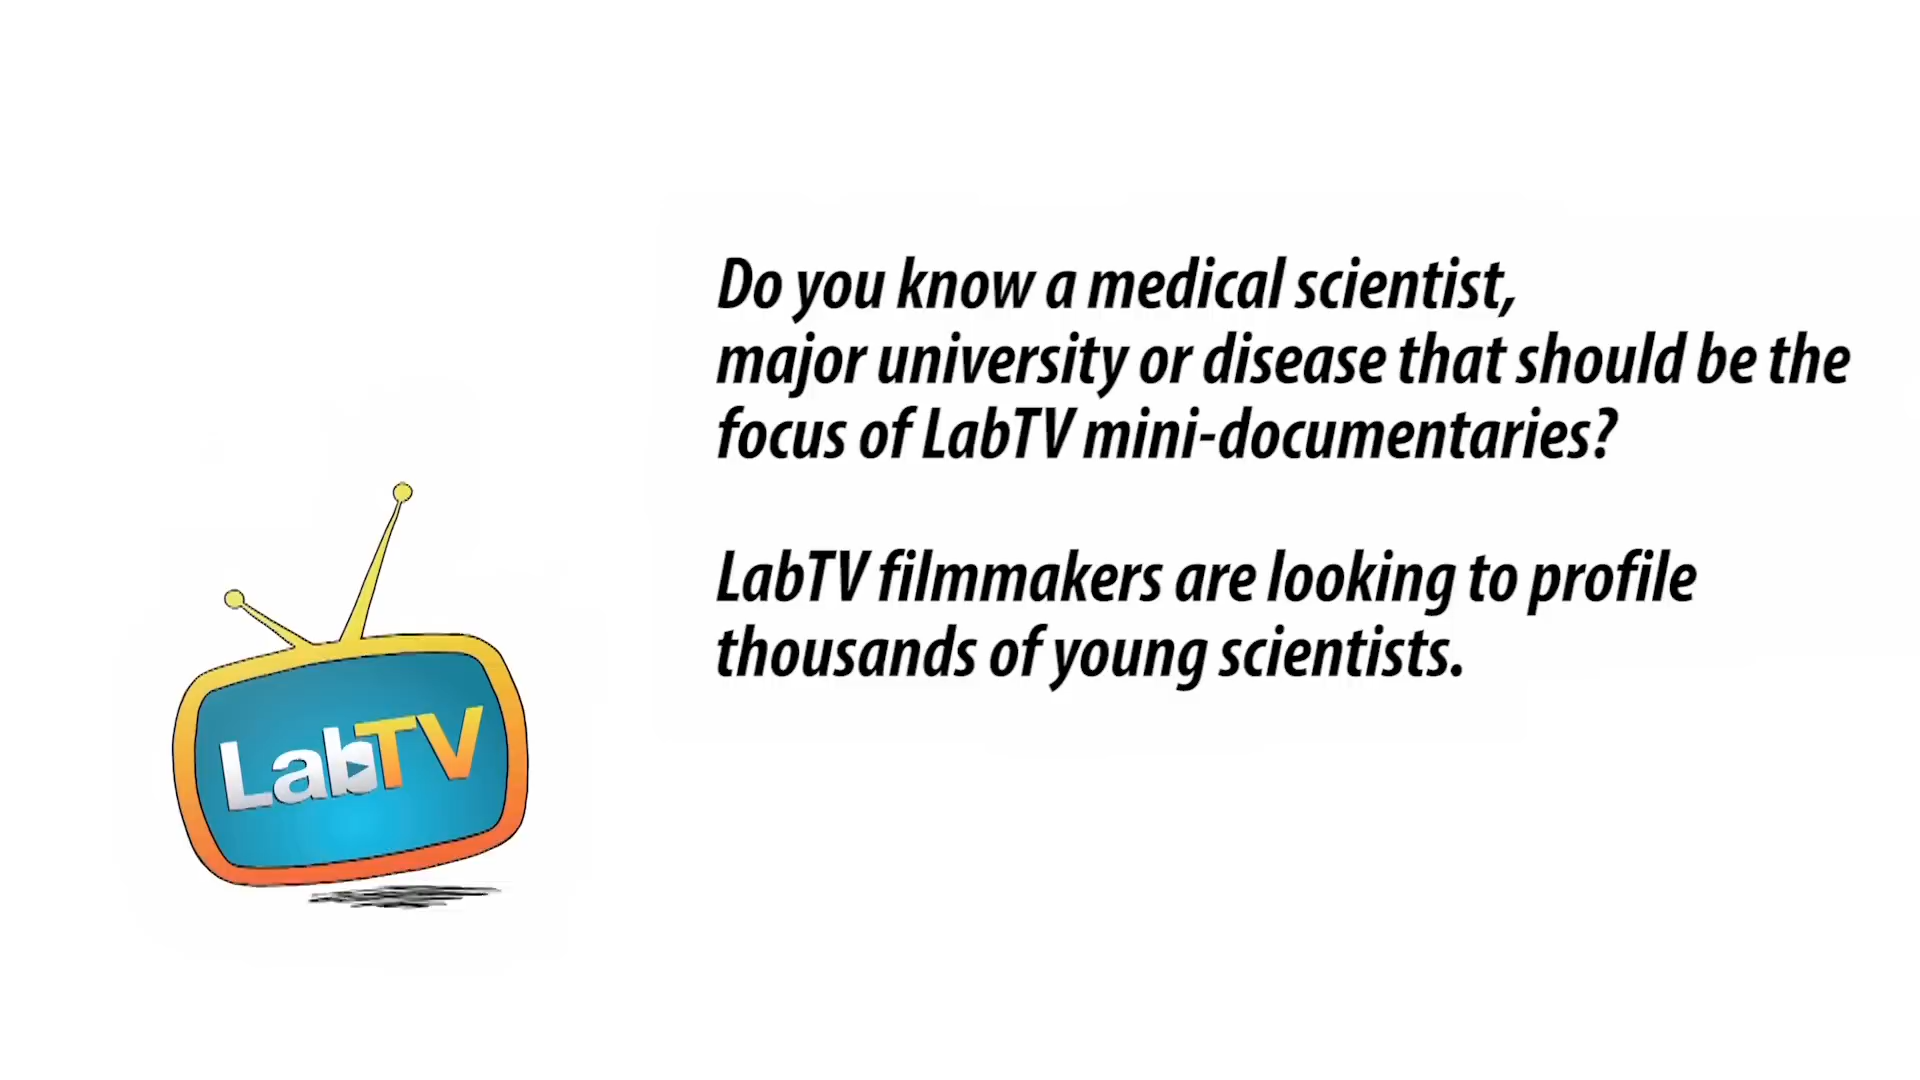 Do you know a medical scientist,
major university or disease that should be the
focus of LabTV mini-documentaries?
LabTV filmmakers are looking to profile
thousands of young scientists.
LabTV